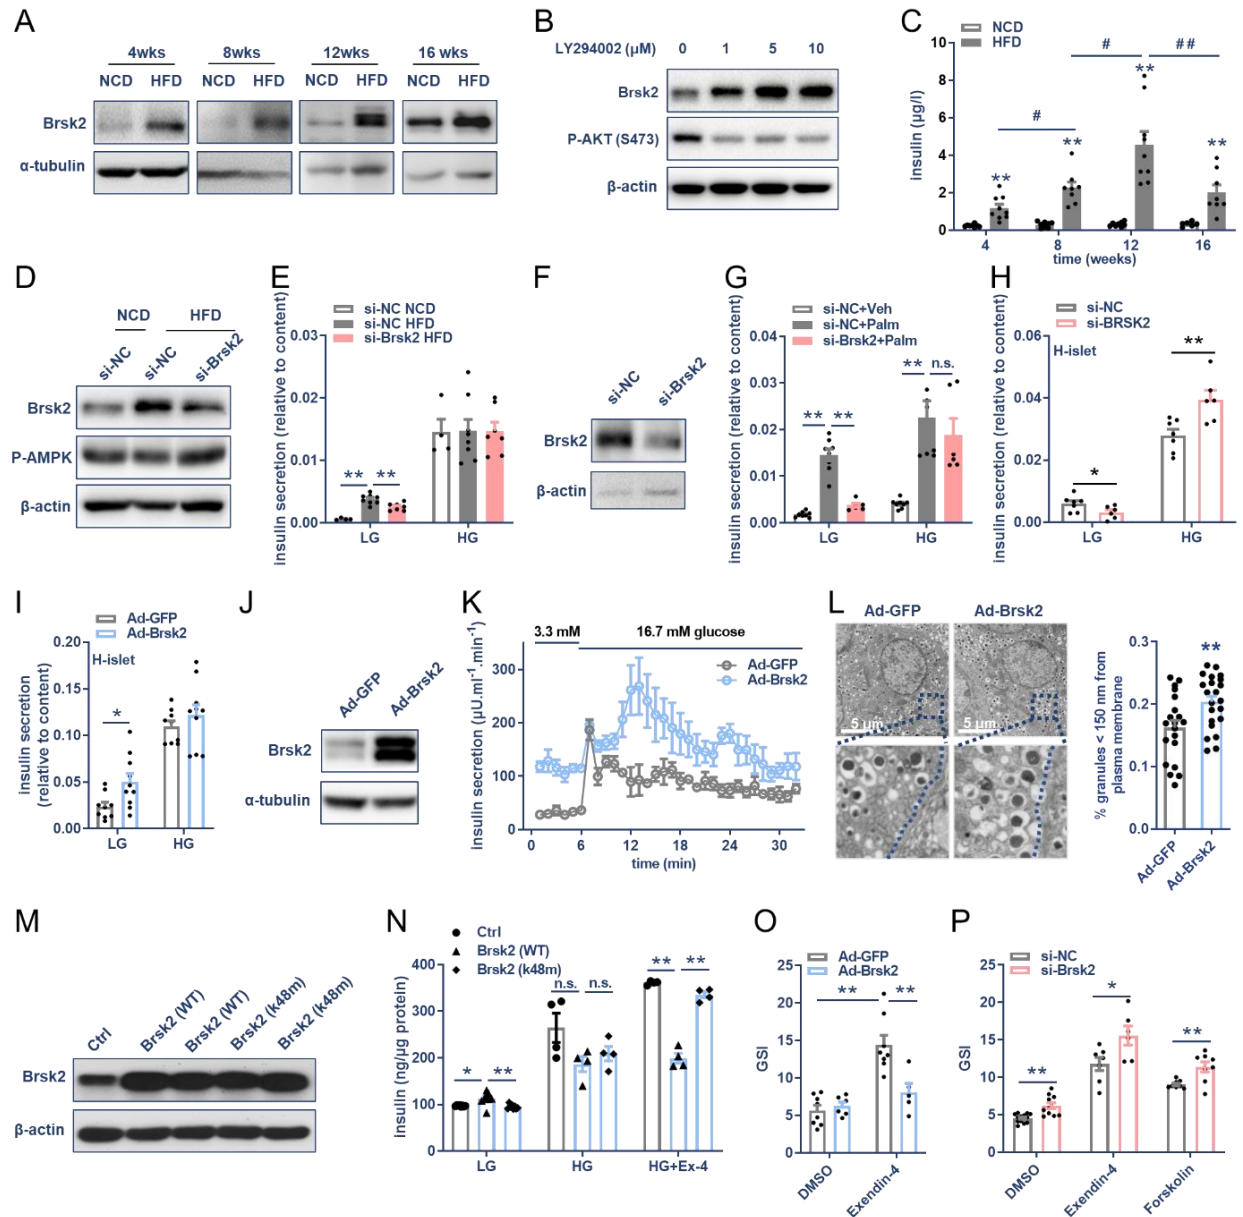 A
4wks 8wks 12wks 16 wks
NCD HFD NCD HFD NCD HFD NCD HFD
Brsk2
α-tubulin
B
LY294002 (μM) 0 1 5 10
Brsk2
P-AKT (S473)
β-actin
C
NCD
HFD
insulin (μg/l)
10
8
6
4
2
0
# ##
**
#
** ** **
4 8 12 16
time (weeks)
D
NCD HFD
si-NC si-NC si-Brsk2
Brsk2
P-AMPK
β-actin
E
si-NC NCD
si-NC HFD
si-Brsk2 HFD
insulin secretion (relative to content)
0.03
0.02
0.01
0.00
** **
LG HG
F
si-NC si-Brsk2
Brsk2
β-actin
G
si-NC+Veh
si-NC+Palm
si-Brsk2+Palm
insulin secretion (relative to content)
0.04
0.03
0.02
0.01
0.00
** **
** n.s.
LG HG
H
si-NC
si-BRSK2
H-islet
insulin secretion (relative to content)
0.06
0.04
0.02
0.00
* **
LG HG
I
Ad-GFP
Ad-Brsk2
H-islet
insulin secretion
(relative to content)
0.20
0.15
0.10
0.05
0.00
*
LG HG
J
Ad-GFP Ad-Brsk2
Brsk2
α-tubulin
K
3.3 mM 16.7 mM glucose
Ad-GFP
Ad-Brsk2
insulin secretion (μU.ml⁻¹.min⁻¹)
300
200
100
0
0 6 12 18 24 30
time (min)
L
Ad-GFP Ad-Brsk2
5 μm 5 μm
% granules < 150 nm from
plasma membrane
0.3
0.2
0.1
0.0
**
Ad-GFP Ad-Brsk2
M
Ctrl Brsk2 (WT) Brsk2 (WT) Brsk2 (k48m) Brsk2 (k48m)
Brsk2
β-actin
N
Ctrl
Brsk2 (WT)
Brsk2 (k48m)
insulin (ng/μg protein)
400
300
200
100
0
* **
n.s. n.s.
** **
LG HG HG+Ex-4
O
Ad-GFP
Ad-Brsk2
GSI
25
20
15
10
5
0
** **
DMSO Exendin-4
P
si-NC
si-Brsk2
GSI
25
20
15
10
5
0
** * **
DMSO Exendin-4 Forskolin